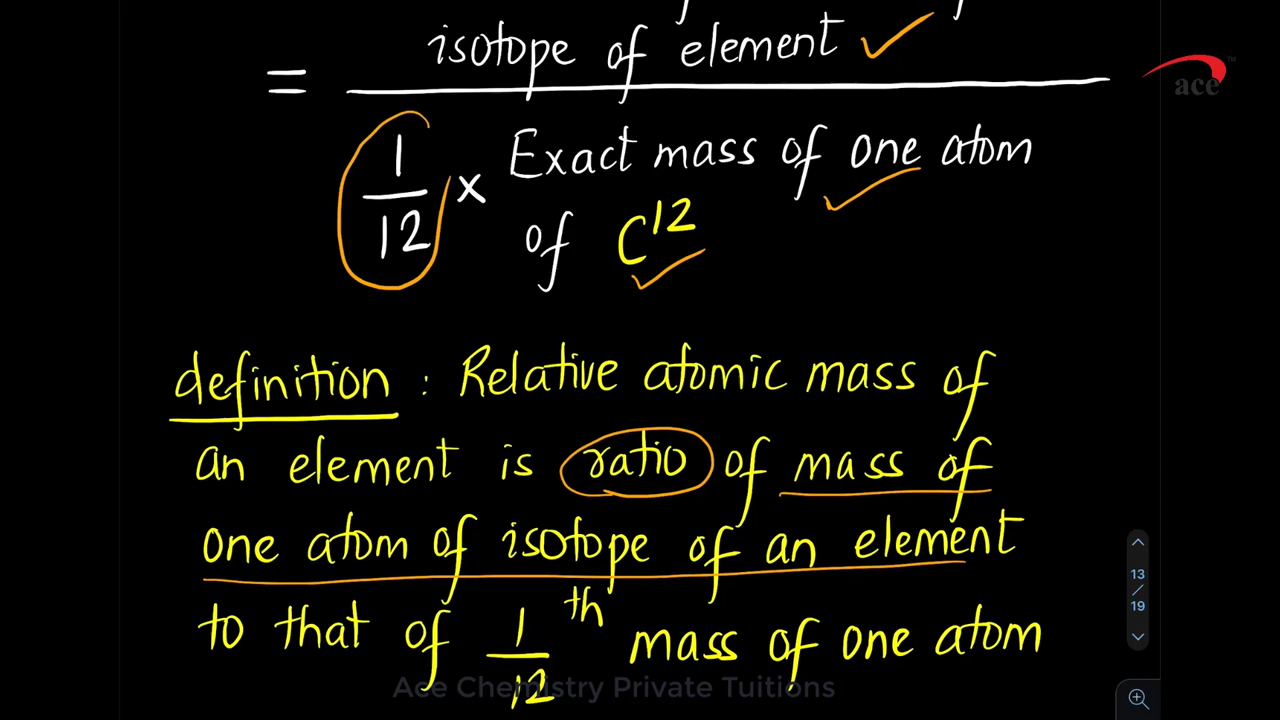 isotope of element ✓
=
1/12 × Exact mass of one atom
of C¹²
ace™
definition : Relative atomic mass of
an element is ratio of mass of
one atom of isotope of an element
to that of 1/12 th mass of one atom
Ace Chemistry Private Tuitions
13
/
19